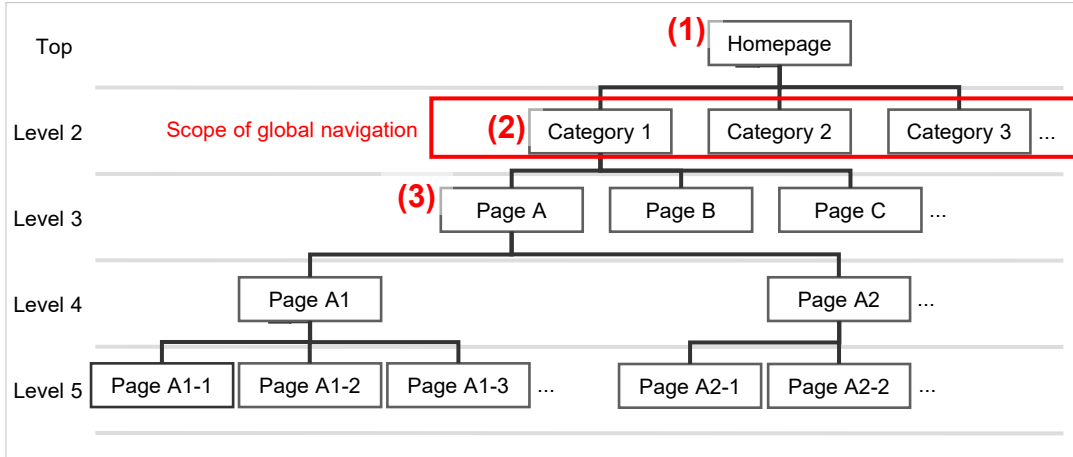 Top
(1)
Homepage
Level 2
Scope of global navigation
(2)
Category 1
Category 2
Category 3
...
Level 3
(3)
Page A
Page B
Page C
...
Level 4
Page A1
Page A2
...
Level 5
Page A1-1
Page A1-2
Page A1-3
...
Page A2-1
Page A2-2
...